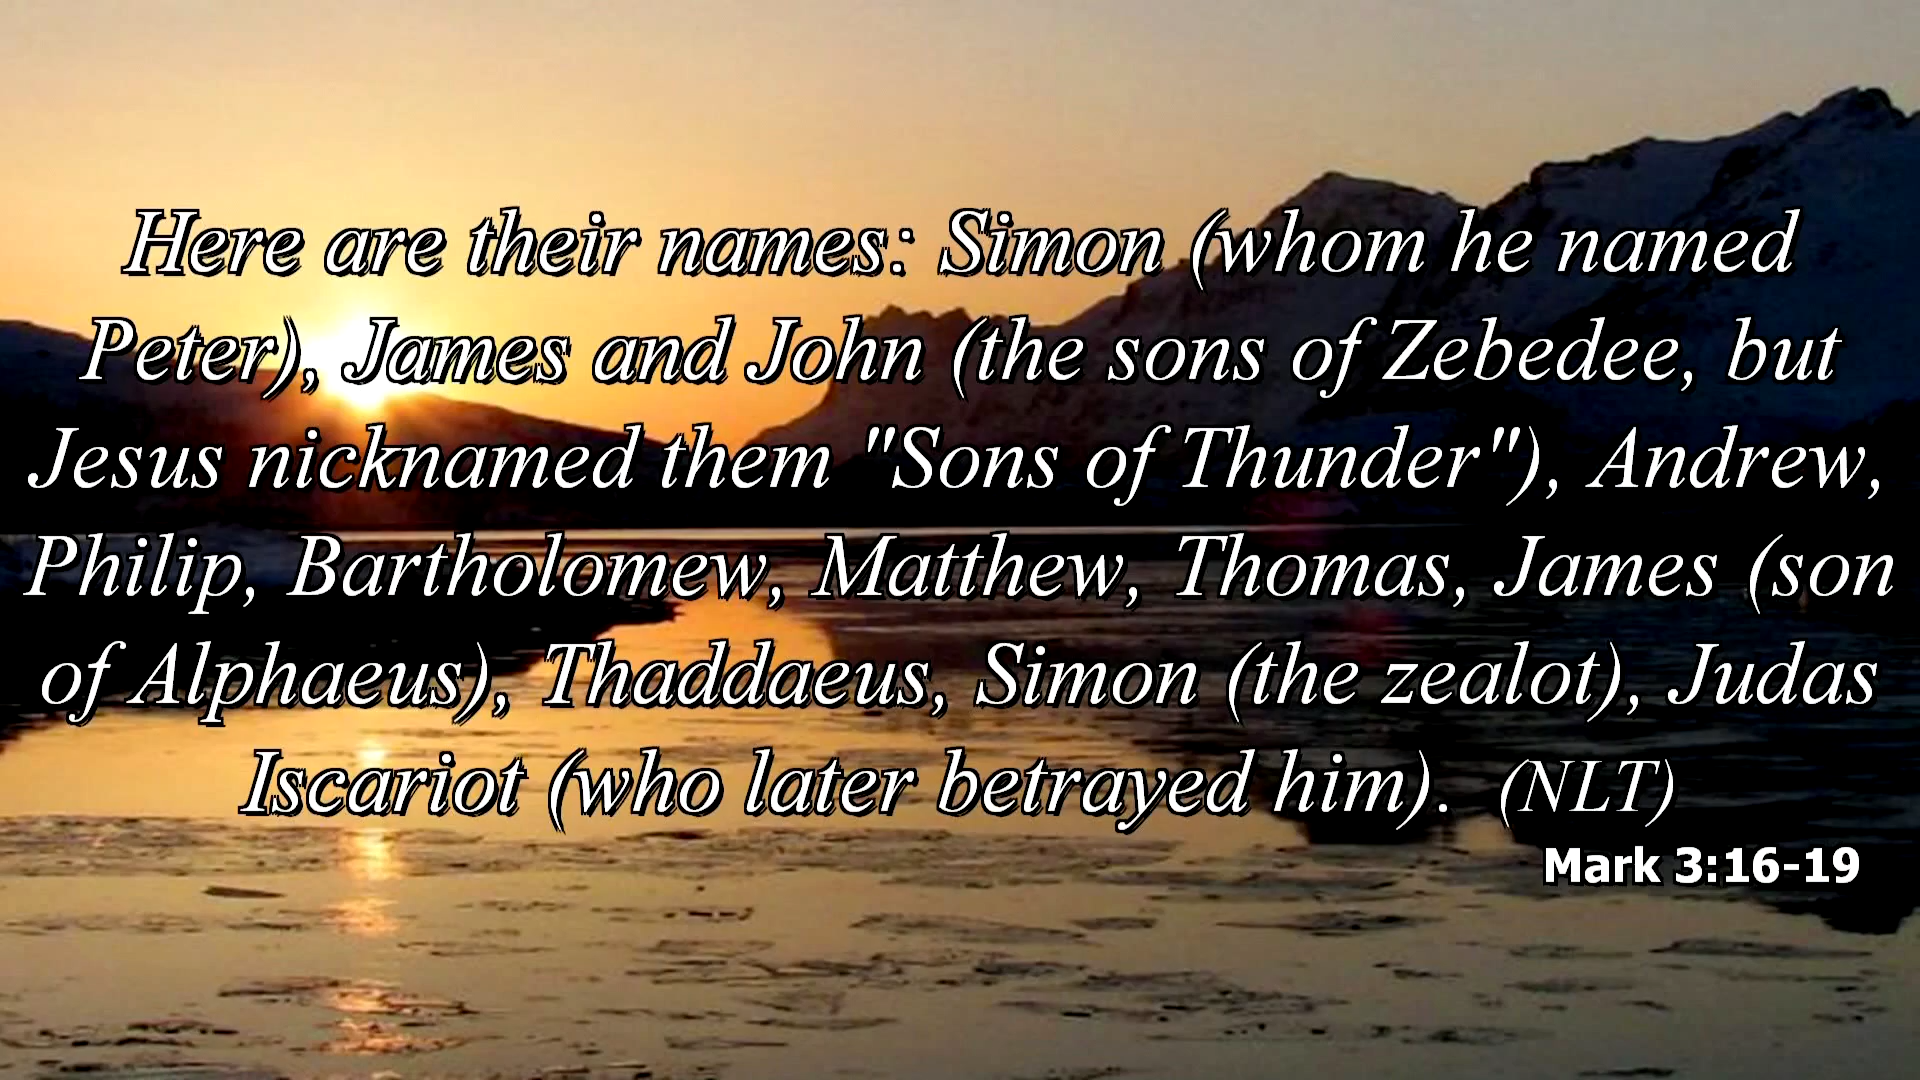 Here are their names: Simon (whom he named
Peter), James and John (the sons of Zebedee, but
Jesus nicknamed them "Sons of Thunder"), Andrew,
Philip, Bartholomew, Matthew, Thomas, James (son
of Alphaeus), Thaddaeus, Simon (the zealot), Judas
Iscariot (who later betrayed him). (NLT)
Mark 3:16-19